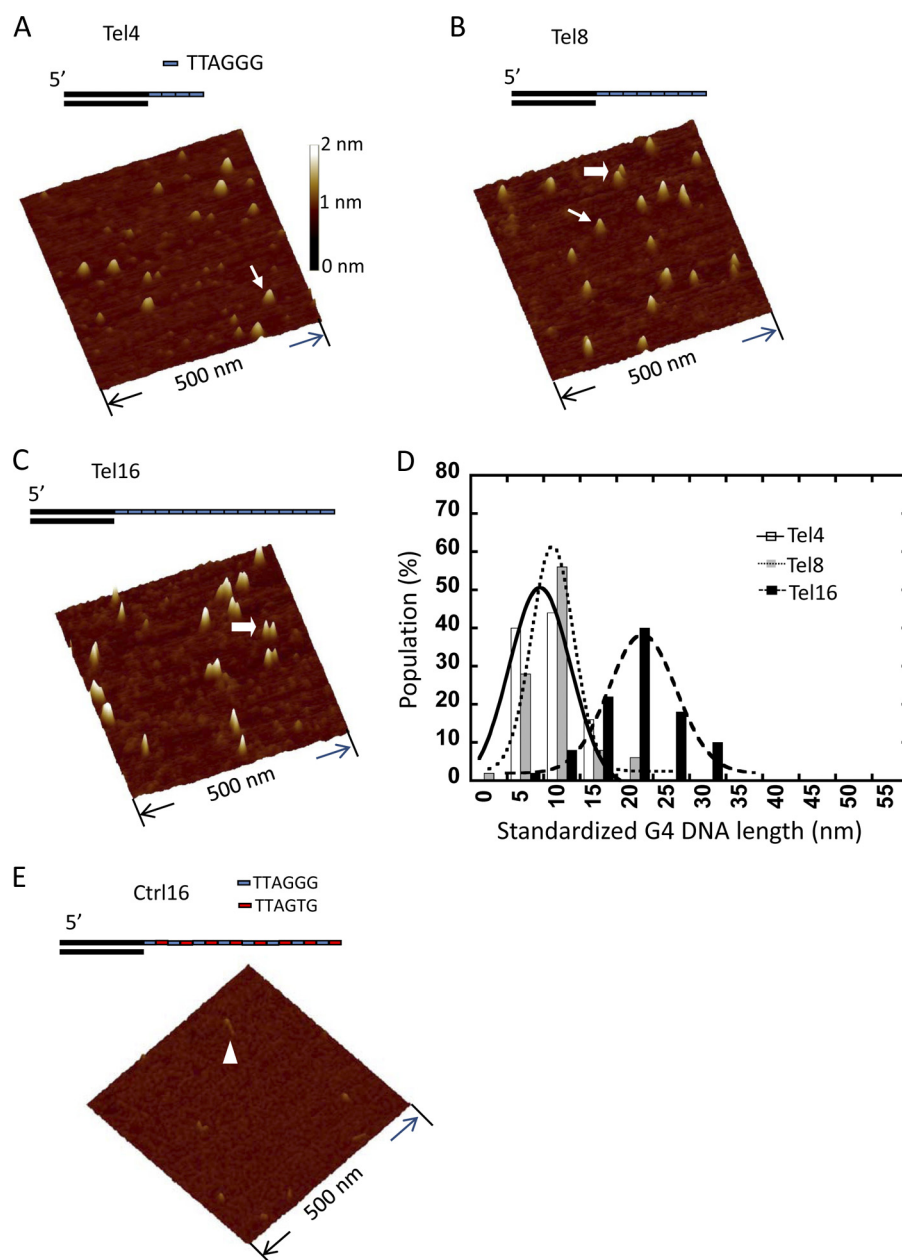 A
Tel4
TTAGGG
5’
2 nm
1 nm
0 nm
500 nm
B
Tel8
5’
500 nm
C
Tel16
5’
500 nm
D
80
70
60
50
40
30
20
10
0
Population (%)
Tel4
Tel8
Tel16
0
5
10
15
20
25
30
35
40
45
50
55
Standardized G4 DNA length (nm)
E
Ctrl16
TTAGGG
TTAGTG
5’
500 nm